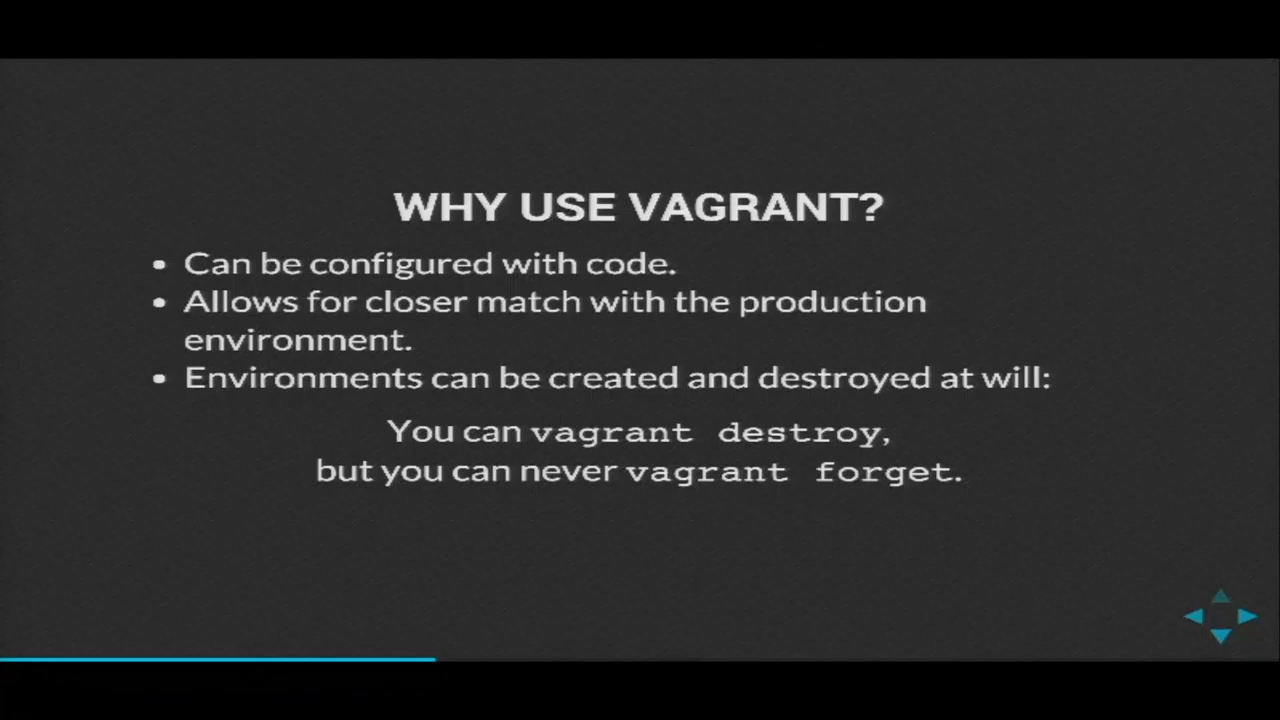 WHY USE VAGRANT?
• Can be configured with code.
• Allows for closer match with the production
environment.
• Environments can be created and destroyed at will:
You can vagrant destroy,
but you can never vagrant forget.